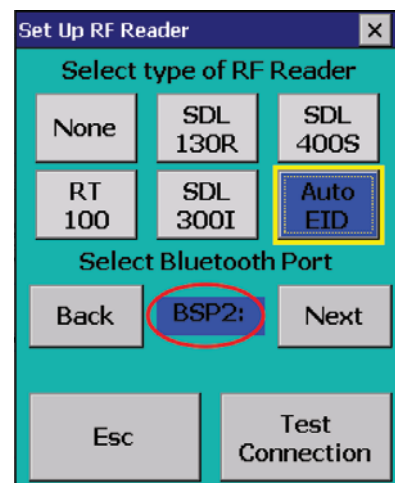 Set Up RF Reader
Select type of RF Reader
None
SDL
130R
SDL
400S
RT
100
SDL
300I
Auto
EID
Select Bluetooth Port
Back
BSP2:
Next
Esc
Test
Connection